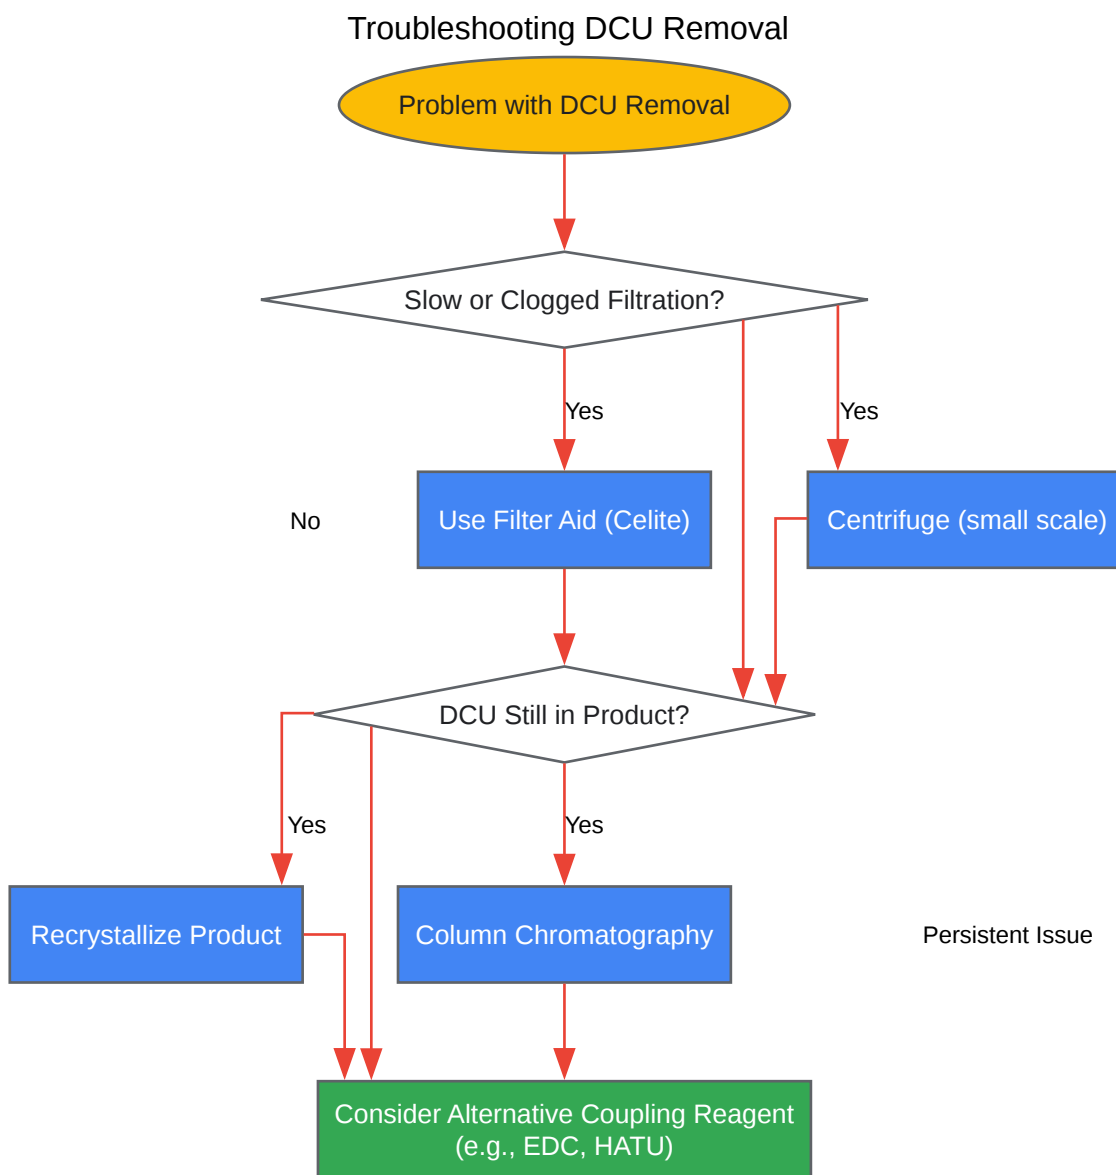 Troubleshooting DCU Removal
Problem with DCU Removal
Slow or Clogged Filtration?
Yes
Yes
No
Use Filter Aid (Celite)
Centrifuge (small scale)
DCU Still in Product?
Yes
Yes
Recrystallize Product
Column Chromatography
Persistent Issue
Consider Alternative Coupling Reagent
(e.g., EDC, HATU)